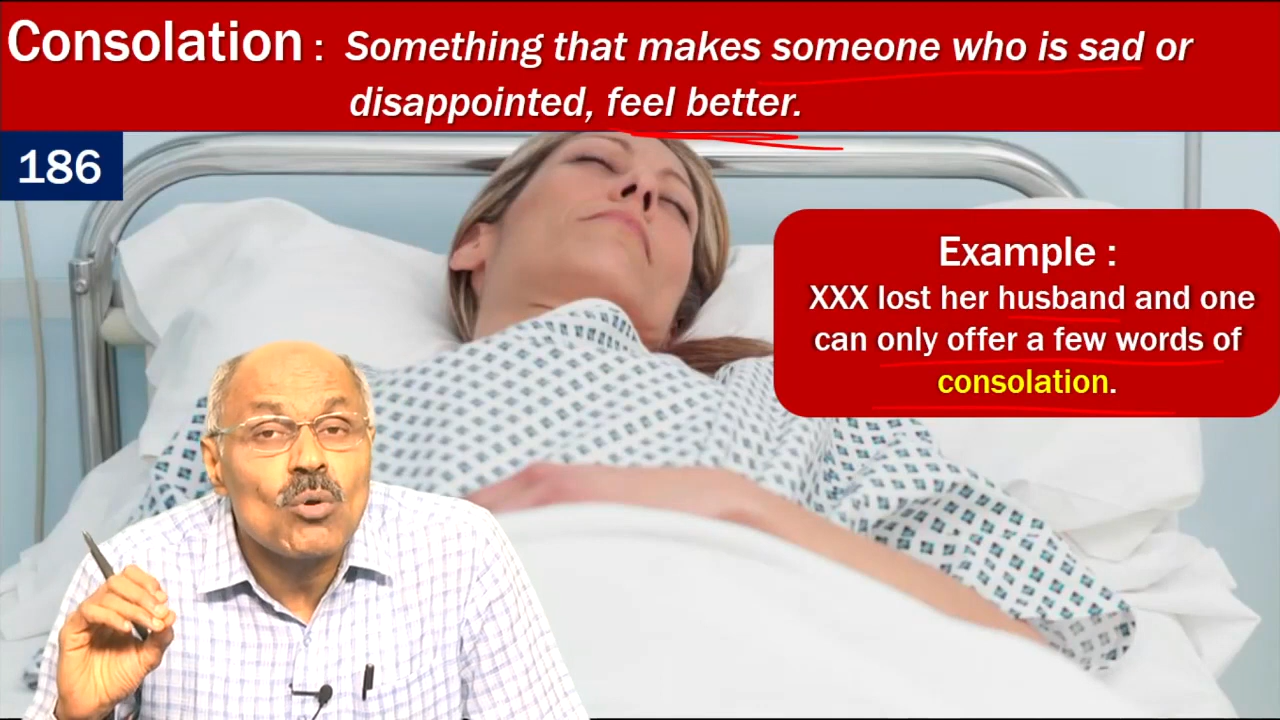 Consolation : Something that makes someone who is sad or
disappointed, feel better.
186
Example :
XXX lost her husband and one
can only offer a few words of
consolation.